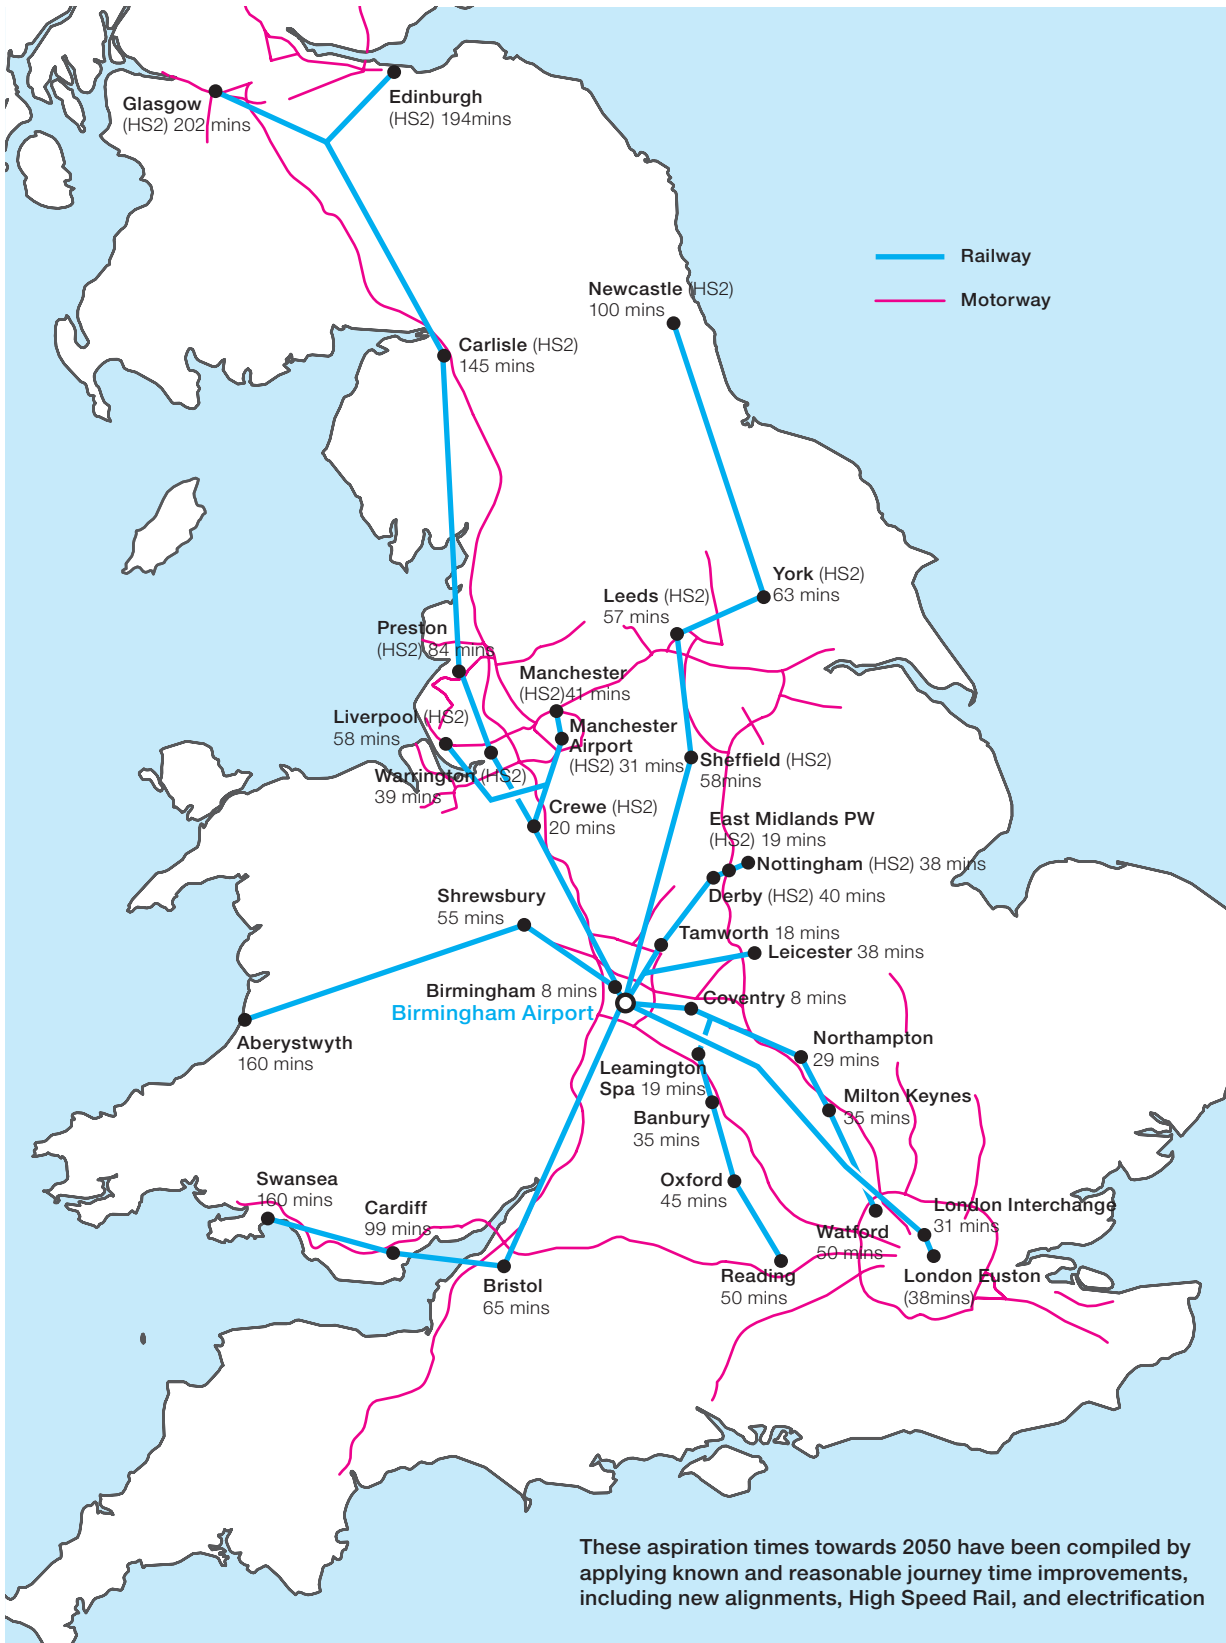 Glasgow
(HS2) 202 mins
Edinburgh
(HS2) 194mins
Railway
Motorway
Newcastle (HS2)
100 mins
Carlisle (HS2)
145 mins
York (HS2)
63 mins
Leeds (HS2)
57 mins
Preston
(HS2) 84 mins
Manchester
(HS2)41 mins
Liverpool (HS2)
58 mins
Manchester
Airport
(HS2) 31 mins
Sheffield (HS2)
58mins
Warrington (HS2)
39 mins
Crewe (HS2)
20 mins
East Midlands PW
(HS2) 19 mins
Nottingham (HS2) 38 mins
Derby (HS2) 40 mins
Shrewsbury
55 mins
Tamworth 18 mins
Leicester 38 mins
Birmingham 8 mins
Birmingham Airport
Coventry 8 mins
Aberystwyth
160 mins
Northampton
29 mins
Leamington
Spa 19 mins
Milton Keynes
35 mins
Banbury
35 mins
Oxford
45 mins
Swansea
160 mins
Cardiff
99 mins
London Interchange
31 mins
Watford
50 mins
Bristol
65 mins
Reading
50 mins
London Euston
(38mins)
These aspiration times towards 2050 have been compiled by
applying known and reasonable journey time improvements,
including new alignments, High Speed Rail, and electrification